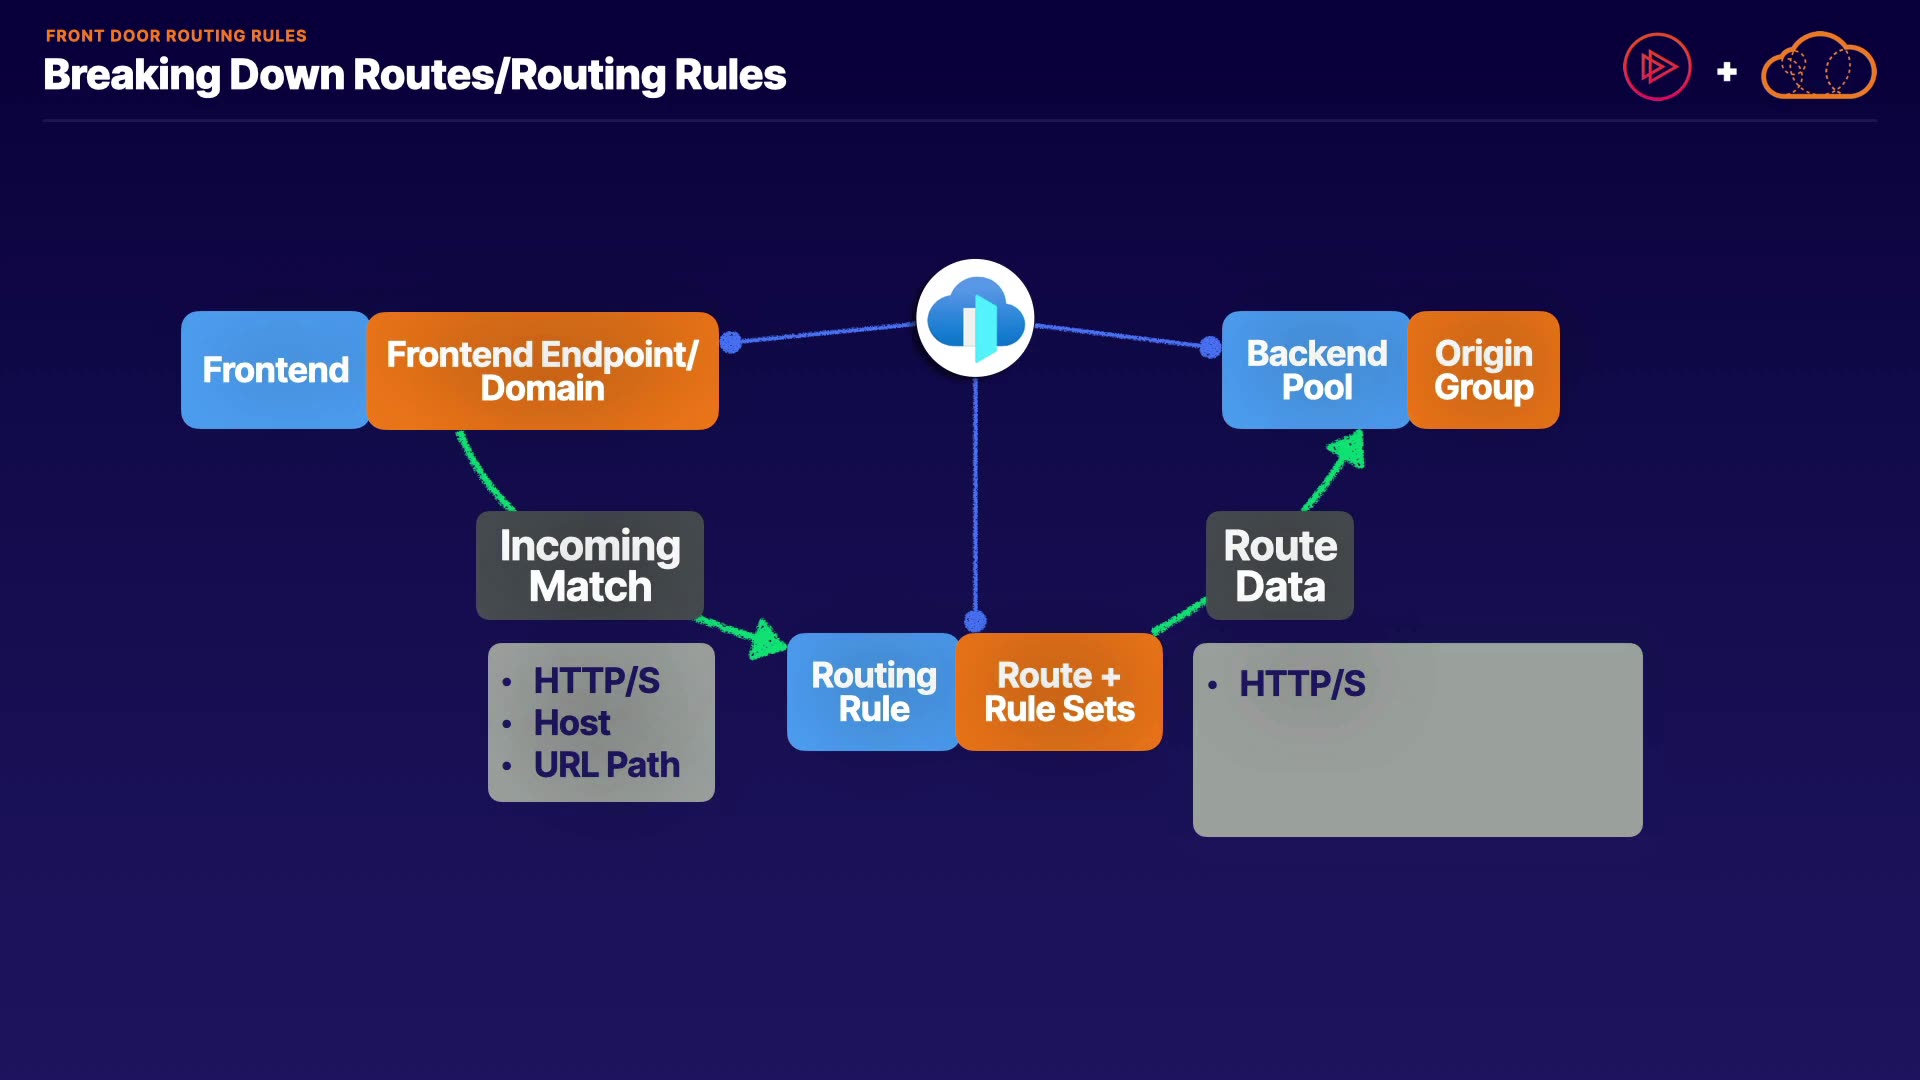 FRONT DOOR ROUTING RULES
Breaking Down Routes/Routing Rules
+
Frontend
Frontend Endpoint/
Domain
Backend
Pool
Origin
Group
Incoming
Match
Route
Data
• HTTP/S
• Host
• URL Path
Routing
Rule
Route +
Rule Sets
• HTTP/S